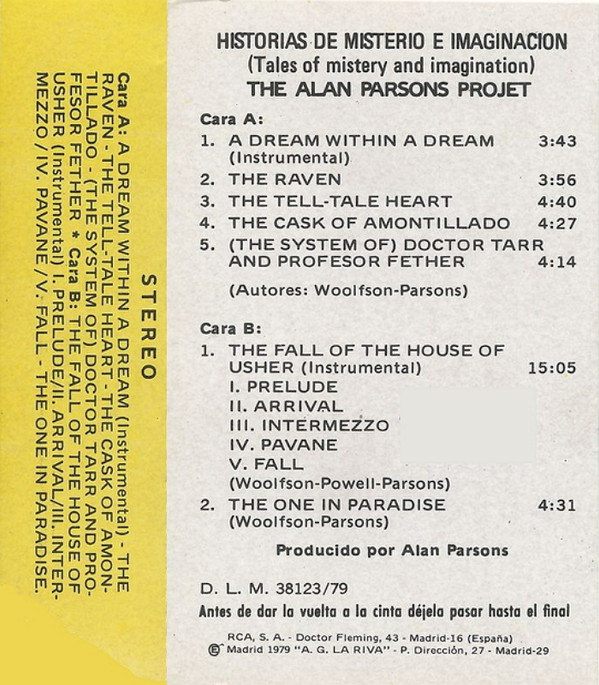 HISTORIAS DE MISTERIO E IMAGINACION
(Tales of mistery and imagination)
THE ALAN PARSONS PROJET
Cara A:
1. A DREAM WITHIN A DREAM 3:43
(Instrumental)
2. THE RAVEN 3:56
3. THE TELL-TALE HEART 4:40
4. THE CASK OF AMONTILLADO 4:27
5. (THE SYSTEM OF) DOCTOR TARR
AND PROFESOR FETHER 4:14
(Autores: Woolfson-Parsons)
Cara B:
1. THE FALL OF THE HOUSE OF
USHER (Instrumental) 15:05
I. PRELUDE
II. ARRIVAL
III. INTERMEZZO
IV. PAVANE
V. FALL
(Woolfson-Powell-Parsons)
2. THE ONE IN PARADISE 4:31
(Woolfson-Parsons)
Producido por Alan Parsons
D. L. M. 38123/79
Antes de dar la vuelta a la cinta déjela pasar hasta el final
RCA, S. A. - Doctor Fleming, 43 - Madrid-16 (España)
Madrid 1979 "A. G. LA RIVA" - P. Dirección, 27 - Madrid-29
STEREO
Cara A: A DREAM WITHIN A DREAM (Instrumental) - THE
RAVEN - THE TELL-TALE HEART - THE CASK OF AMON-
TILLADO - (THE SYSTEM OF) DOCTOR TARR AND PRO-
FESOR FETHER * Cara B: THE FALL OF THE HOUSE OF
USHER (Instrumental) I. PRELUDE/II. ARRIVAL/III. INTER-
MEZZO/IV. PAVANE/V. FALL - THE ONE IN PARADISE.